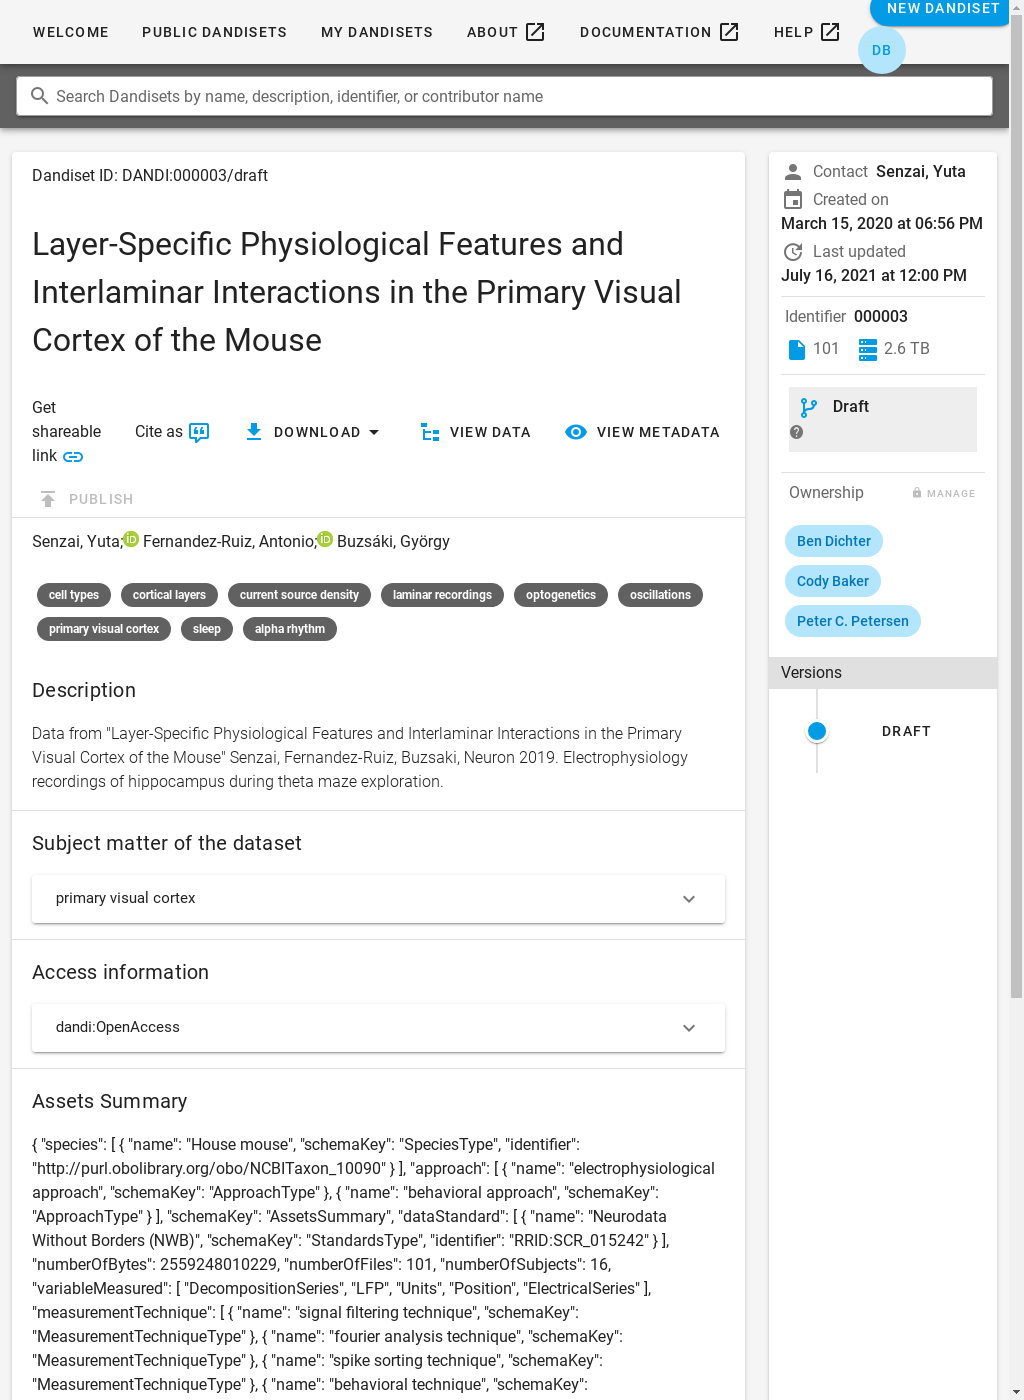 WELCOME
PUBLIC DANDISETS
MY DANDISETS
ABOUT
DOCUMENTATION
HELP
NEW DANDISET
DB
Search Dandisets by name, description, identifier, or contributor name
Dandiset ID: DANDI:000003/draft
Layer-Specific Physiological Features and
Interlaminar Interactions in the Primary Visual
Cortex of the Mouse
Get
shareable
link
Cite as
DOWNLOAD
VIEW DATA
VIEW METADATA
PUBLISH
Senzai, Yuta; Fernandez-Ruiz, Antonio; Buzsáki, György
cell types
cortical layers
current source density
laminar recordings
optogenetics
oscillations
primary visual cortex
sleep
alpha rhythm
Description
Data from "Layer-Specific Physiological Features and Interlaminar Interactions in the Primary
Visual Cortex of the Mouse" Senzai, Fernandez-Ruiz, Buzsaki, Neuron 2019. Electrophysiology
recordings of hippocampus during theta maze exploration.
Subject matter of the dataset
primary visual cortex
Access information
dandi:OpenAccess
Assets Summary
{ "species": [ { "name": "House mouse", "schemaKey": "SpeciesType", "identifier":
"http://purl.obolibrary.org/obo/NCBITaxon_10090" } ], "approach": [ { "name": "electrophysiological
approach", "schemaKey": "ApproachType" }, { "name": "behavioral approach", "schemaKey":
"ApproachType" } ], "schemaKey": "AssetsSummary", "dataStandard": [ { "name": "Neurodata
Without Borders (NWB)", "schemaKey": "StandardsType", "identifier": "RRID:SCR_015242" } ],
"numberOfBytes": 2559248010229, "numberOfFiles": 101, "numberOfSubjects": 16,
"variableMeasured": [ "DecompositionSeries", "LFP", "Units", "Position", "ElectricalSeries" ],
"measurementTechnique": [ { "name": "signal filtering technique", "schemaKey":
"MeasurementTechniqueType" }, { "name": "fourier analysis technique", "schemaKey":
"MeasurementTechniqueType" }, { "name": "spike sorting technique", "schemaKey":
"MeasurementTechniqueType" }, { "name": "behavioral technique", "schemaKey":
Contact Senzai, Yuta
Created on
March 15, 2020 at 06:56 PM
Last updated
July 16, 2021 at 12:00 PM
Identifier 000003
101
2.6 TB
Draft
Ownership
MANAGE
Ben Dichter
Cody Baker
Peter C. Petersen
Versions
DRAFT